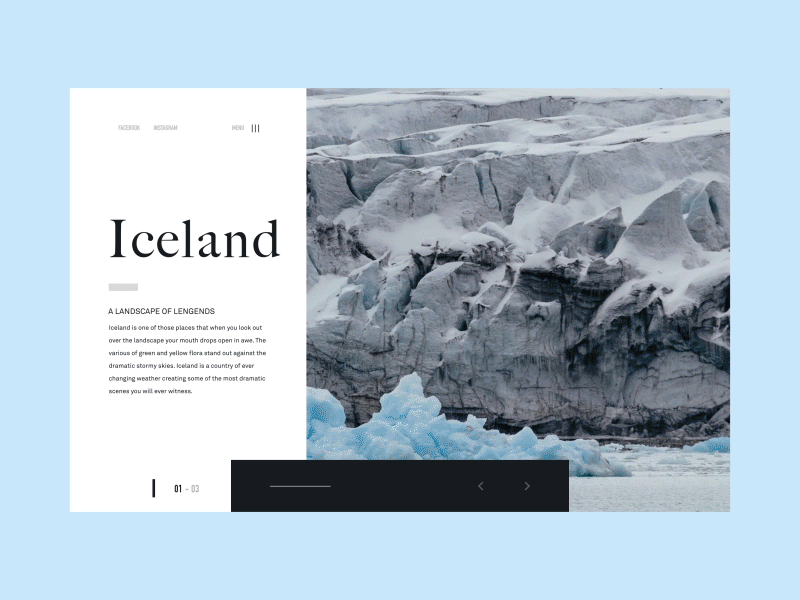 FACEBOOK INSTAGRAM MENU
Iceland
A LANDSCAPE OF LENGENDS
Iceland is one of those places that when you look out
over the landscape your mouth drops open in awe. The
various of green and yellow flora stand out against the
dramatic stormy skies. Iceland is a country of ever
changing weather creating some of the most dramatic
scenes you will ever witness.
01 – 03